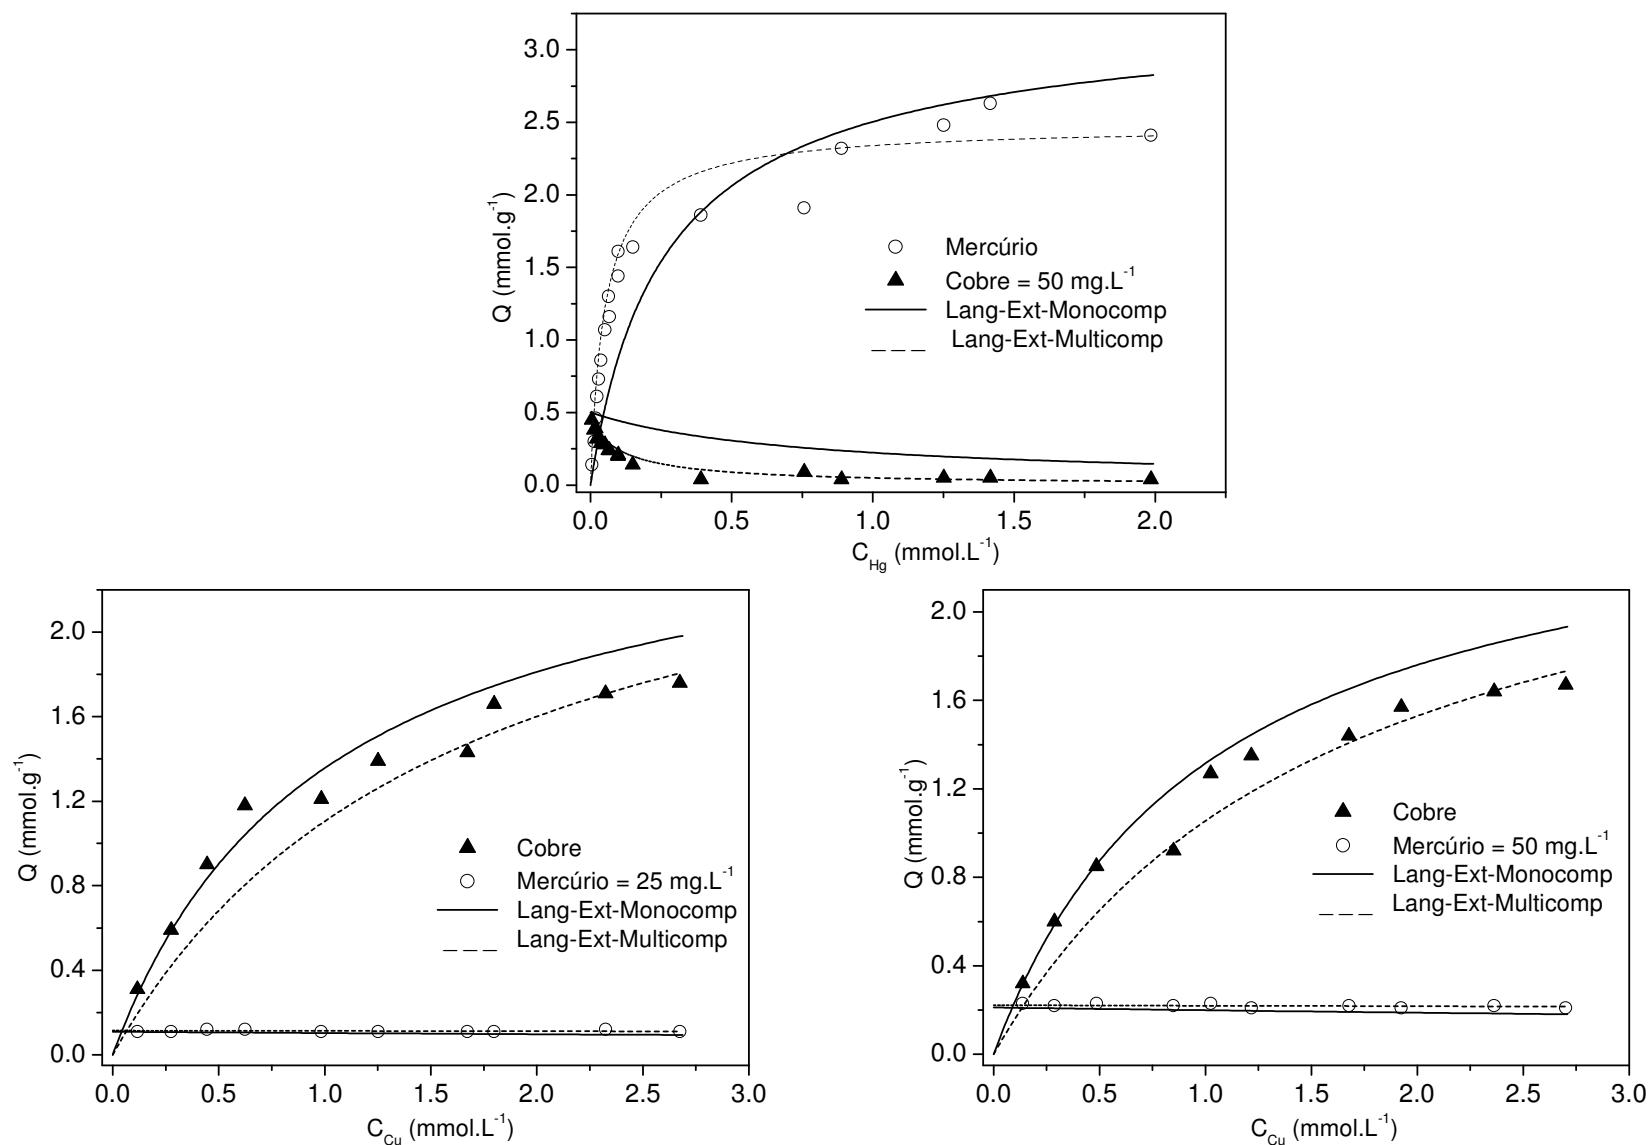 3.0
2.5
2.0
1.5
1.0
0.5
0.0
Q (mmol.g⁻¹)
Mercúrio
Cobre = 50 mg.L⁻¹
Lang-Ext-Monocomp
Lang-Ext-Multicomp
0.0 0.5 1.0 1.5 2.0
C_Hg (mmol.L⁻¹)
2.0
1.6
1.2
0.8
0.4
0.0
Q (mmol.g⁻¹)
Cobre
Mercúrio = 25 mg.L⁻¹
Lang-Ext-Monocomp
Lang-Ext-Multicomp
0.0 0.5 1.0 1.5 2.0 2.5 3.0
C_Cu (mmol.L⁻¹)
2.0
1.6
1.2
0.8
0.4
0.0
Q (mmol.g⁻¹)
Cobre
Mercúrio = 50 mg.L⁻¹
Lang-Ext-Monocomp
Lang-Ext-Multicomp
0.0 0.5 1.0 1.5 2.0 2.5 3.0
C_Cu (mmol.L⁻¹)